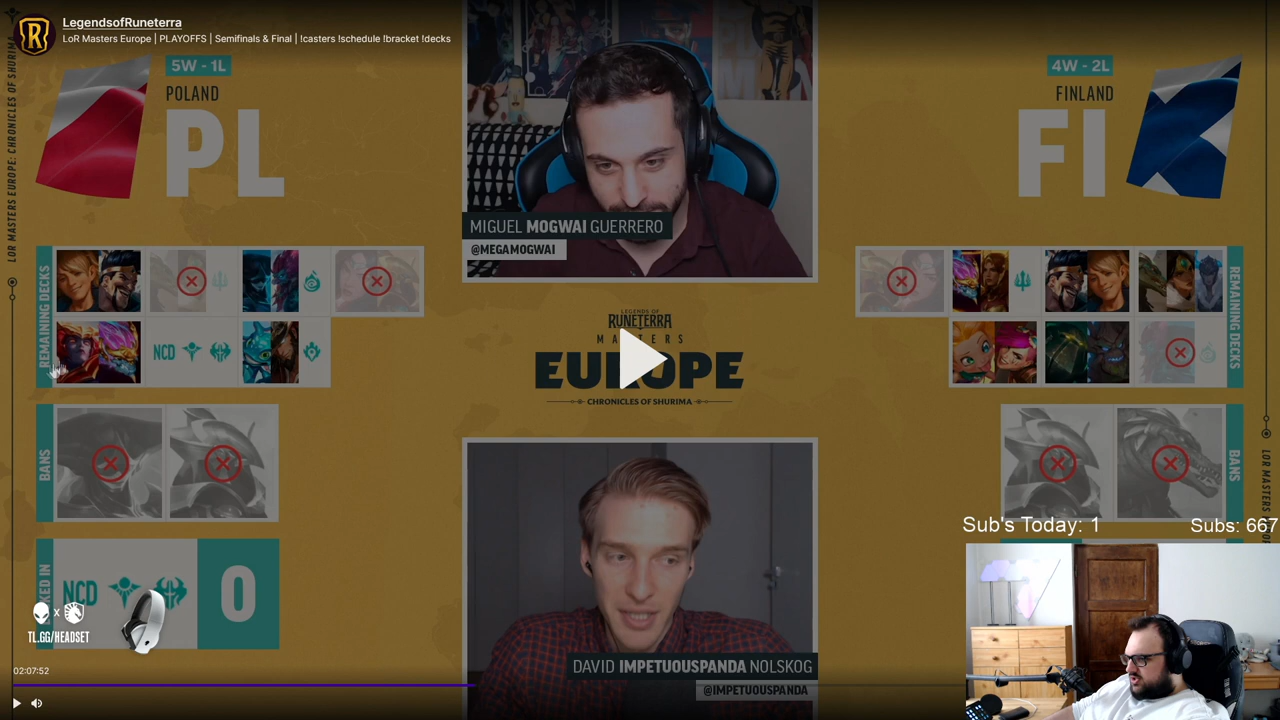 LegendsofRuneterra
LoR Masters Europe | PLAYOFFS | Semifinals & Final | !casters !schedule !bracket !decks
LOR MASTERS EUROPE: CHRONICLES OF SHURIMA
5W - 1L
POLAND
PL
4W - 2L
FINLAND
FI
MIGUEL MOGWAI GUERRERO
@MEGAMOGWAI
REMAINING DECKS
NCD
REMAINING DECKS
LEGENDS OF
RUNETERRA
MASTERS
EUROPE
CHRONICLES OF SHURIMA
BANS
BANS
LOR MASTERS
Sub's Today: 1
Subs: 667
NCD
0
x
TL.GG/HEADSET
DAVID IMPETUOUSPANDA NOLSKOG
@IMPETUOUSPANDA
02:07:52